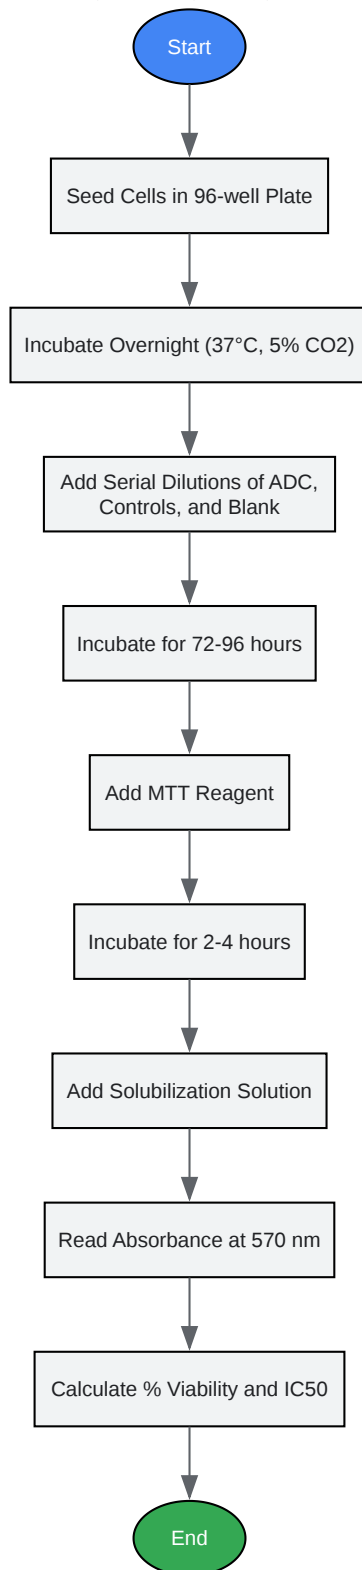 Start
Seed Cells in 96-well Plate
Incubate Overnight (37°C, 5% CO2)
Add Serial Dilutions of ADC,
Controls, and Blank
Incubate for 72-96 hours
Add MTT Reagent
Incubate for 2-4 hours
Add Solubilization Solution
Read Absorbance at 570 nm
Calculate % Viability and IC50
End